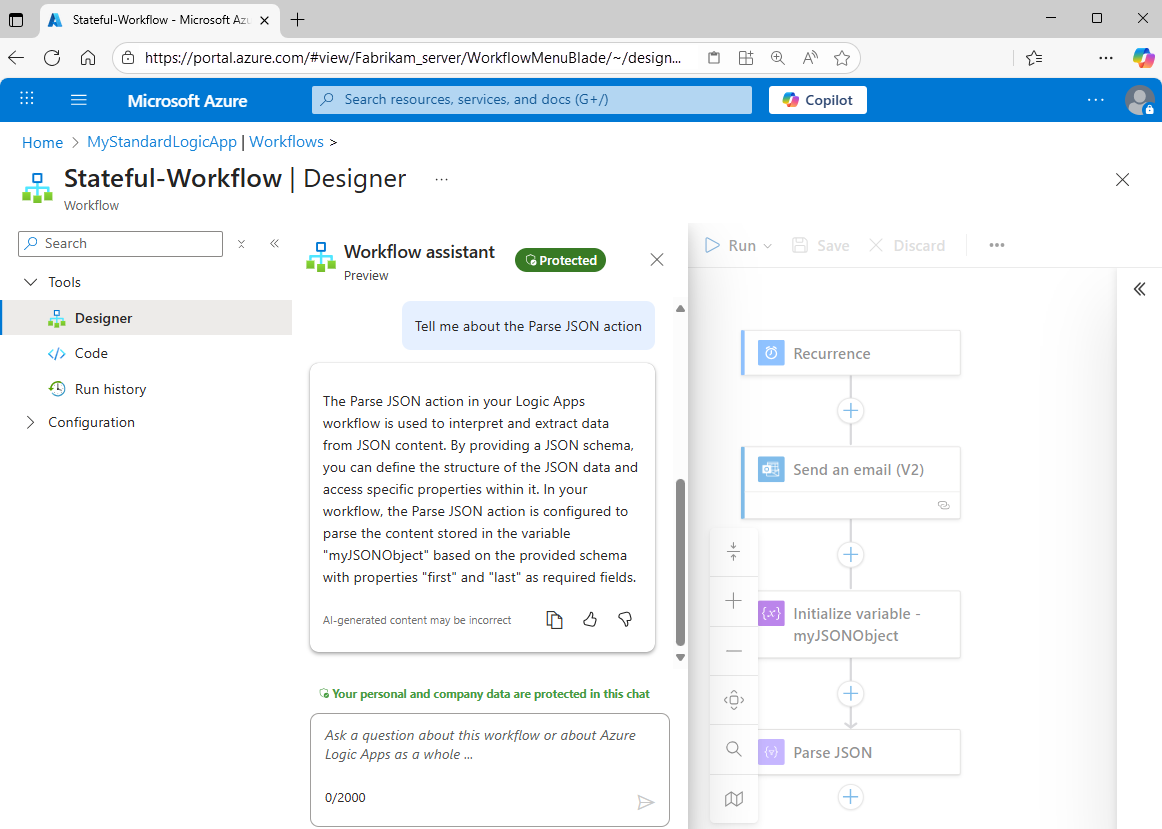 Stateful-Workflow - Microsoft Azu
https://portal.azure.com/#view/Fabrikam_server/WorkflowMenuBlade/~/design...
Microsoft Azure
Search resources, services, and docs (G+/)
Copilot
Home > MyStandardLogicApp | Workflows >
Stateful-Workflow | Designer ...
Workflow
Search
Tools
Designer
Code
Run history
Configuration
Workflow assistant
Preview
Protected
Tell me about the Parse JSON action
The Parse JSON action in your Logic Apps
workflow is used to interpret and extract data
from JSON content. By providing a JSON schema,
you can define the structure of the JSON data and
access specific properties within it. In your
workflow, the Parse JSON action is configured to
parse the content stored in the variable
"myJSONObject" based on the provided schema
with properties "first" and "last" as required fields.
AI-generated content may be incorrect
Your personal and company data are protected in this chat
Ask a question about this workflow or about Azure
Logic Apps as a whole ...
0/2000
Run
Save
Discard
Recurrence
Send an email (V2)
Initialize variable -
myJSONObject
Parse JSON